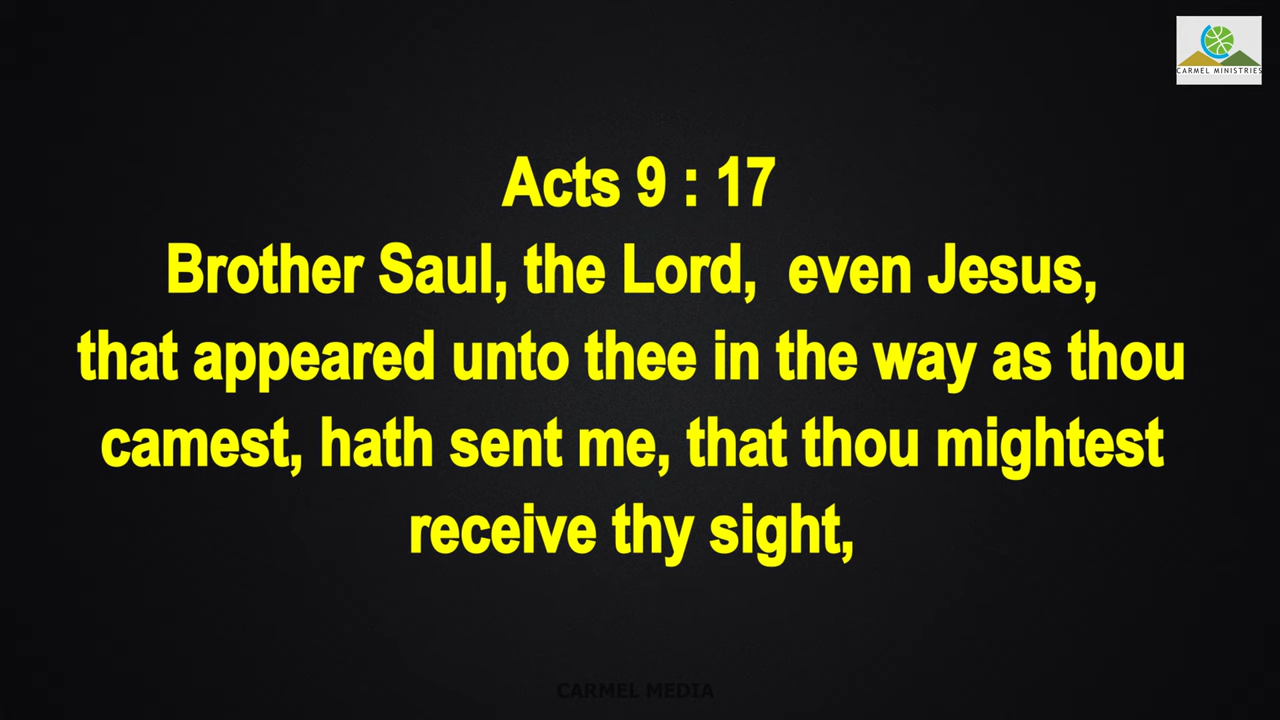 CARMEL MINISTRIES
Acts 9 : 17
Brother Saul, the Lord,  even Jesus,
that appeared unto thee in the way as thou
camest, hath sent me, that thou mightest
receive thy sight,
CARMEL MEDIA